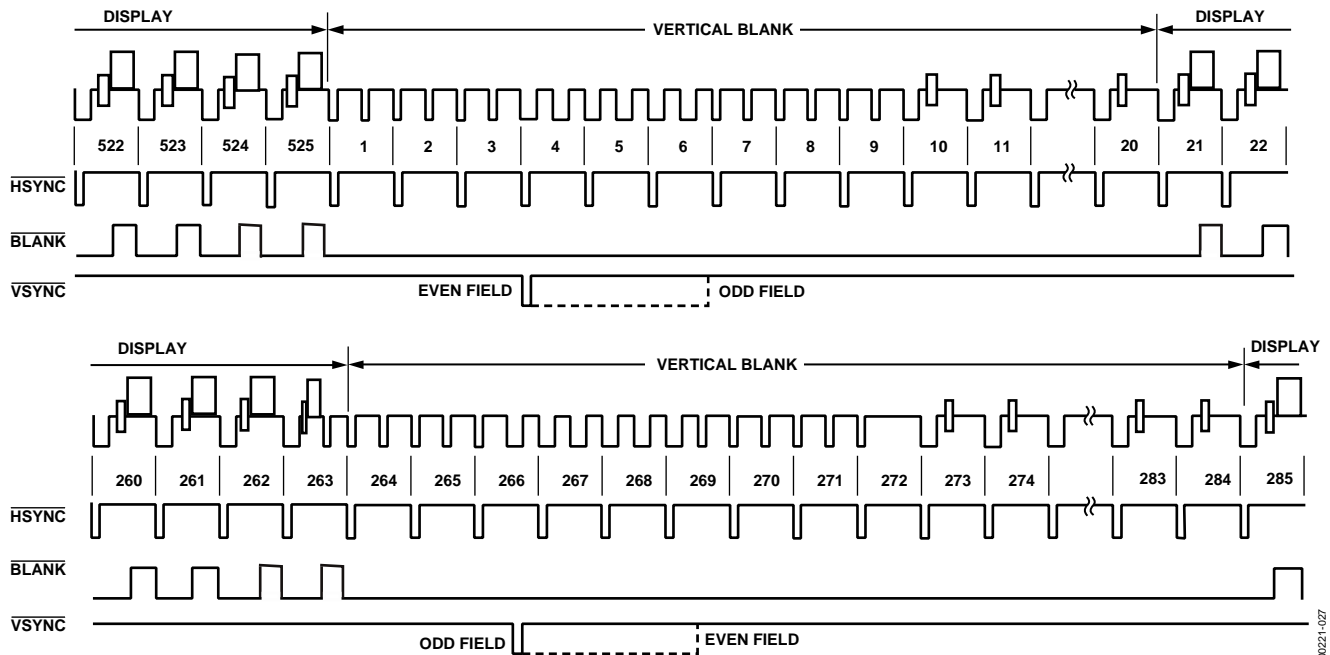 DISPLAY VERTICAL BLANK DISPLAY
522 523 524 525 1 2 3 4 5 6 7 8 9 10 11 20 21 22
HSYNC
BLANK
VSYNC EVEN FIELD ODD FIELD
DISPLAY VERTICAL BLANK DISPLAY
260 261 262 263 264 265 266 267 268 269 270 271 272 273 274 283 284 285
HSYNC
BLANK
VSYNC ODD FIELD EVEN FIELD
00221-027